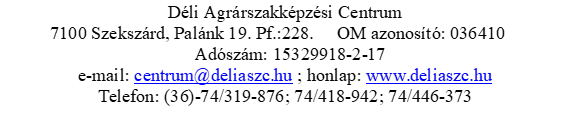 Déli Agrárszakképzési Centrum
7100 Szekszárd, Palánk 19. Pf.:228. OM azonosító: 036410
Adószám: 15329918-2-17
e-mail: centrum@deliaszc.hu ; honlap: www.deliaszc.hu
Telefon: (36)-74/319-876; 74/418-942; 74/446-373